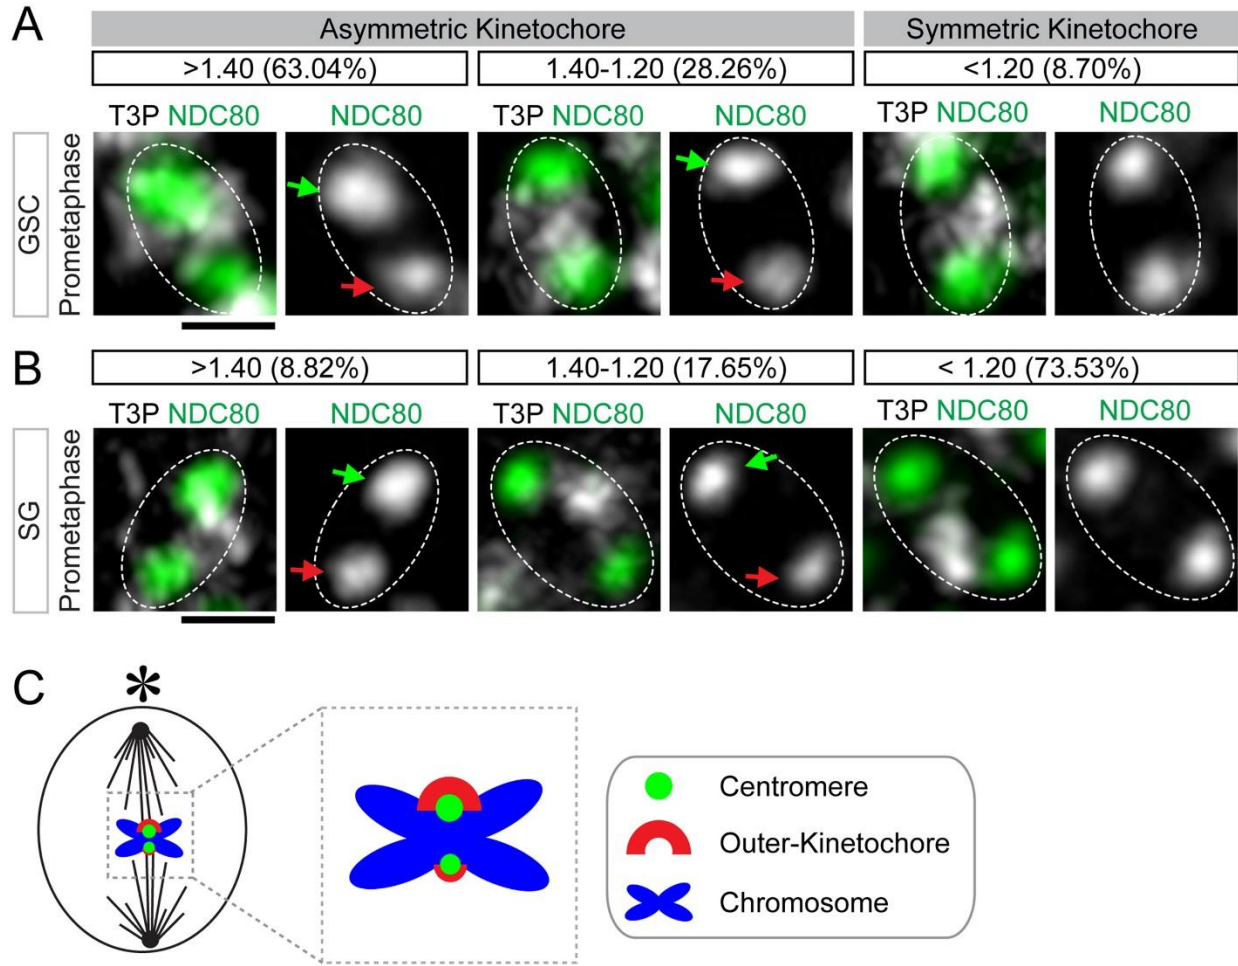 A
Asymmetric Kinetochore
Symmetric Kinetochore
>1.40 (63.04%)
1.40-1.20 (28.26%)
<1.20 (8.70%)
T3P NDC80
NDC80
T3P NDC80
NDC80
T3P NDC80
NDC80
GSC
Prometaphase
B
>1.40 (8.82%)
1.40-1.20 (17.65%)
< 1.20 (73.53%)
T3P NDC80
NDC80
T3P NDC80
NDC80
T3P NDC80
NDC80
SG
Prometaphase
C
*
Centromere
Outer-Kinetochore
Chromosome